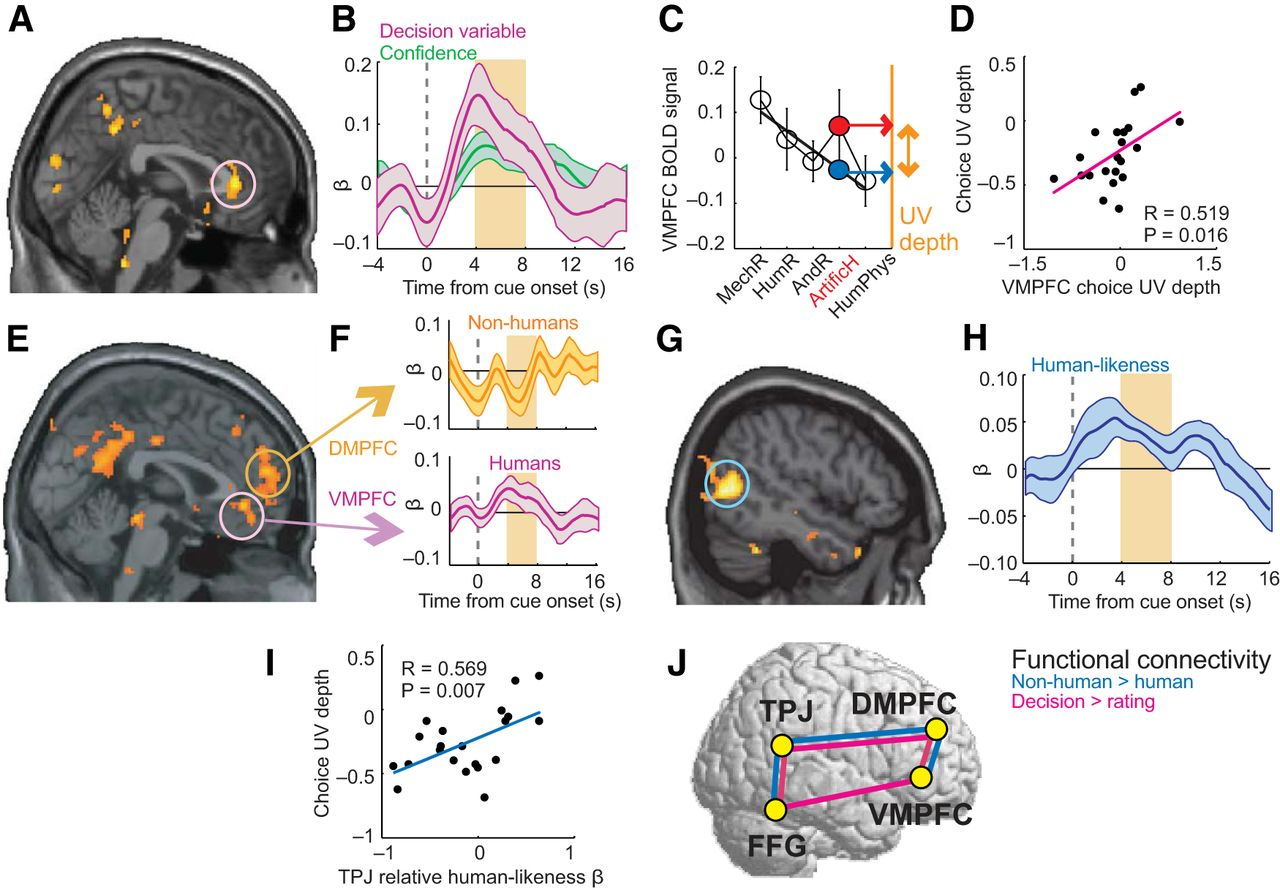 A
B
Decision variable
Confidence
0.2
0.1
0
–0.1
β
–4
0
4
8
12
16
Time from cue onset (s)
C
VMPFC BOLD signal
0.2
0.1
0
–0.1
–0.2
MechR
HumR
AndR
ArtificH
HumPhys
UV
depth
D
Choice UV depth
0.5
0
–0.5
–1
R = 0.519
P = 0.016
–1.5
0
1.5
VMPFC choice UV depth
E
DMPFC
VMPFC
F
Non-humans
0.1
0
–0.1
β
Humans
0.1
0
–0.1
β
0
8
16
Time from cue onset (s)
G
H
Human-likeness
0.10
0.05
0
–0.05
–0.10
β
–4
0
4
8
12
16
Time from cue onset (s)
I
Choice UV depth
0.5
0
–0.5
–1
R = 0.569
P = 0.007
–1
0
1
TPJ relative human-likeness β
J
TPJ
DMPFC
VMPFC
FFG
Functional connectivity
Non-human > human
Decision > rating